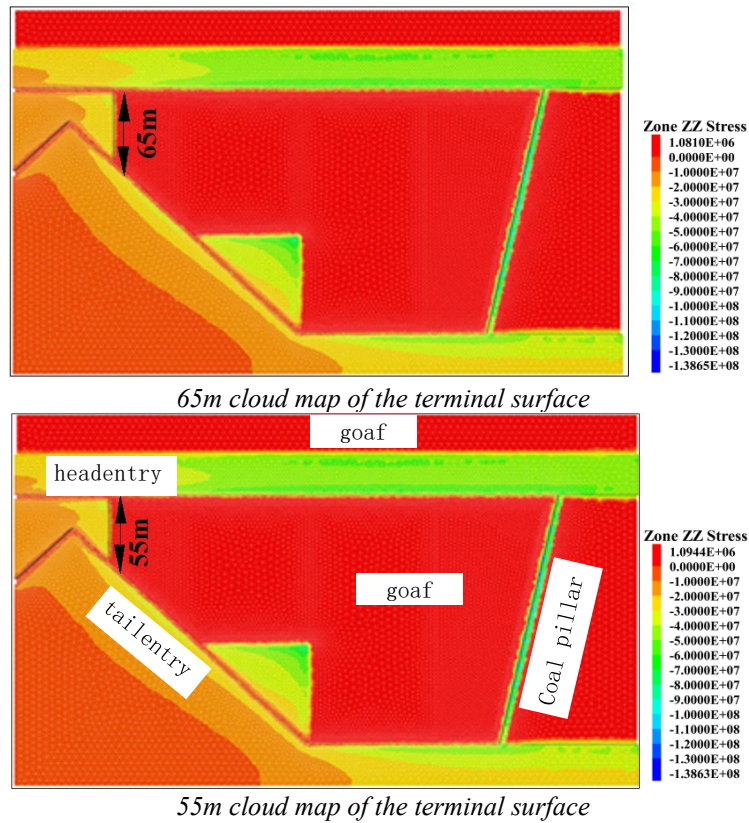 65m
Zone ZZ Stress
1.0810E+06
0.0000E+00
-1.0000E+07
-2.0000E+07
-3.0000E+07
-4.0000E+07
-5.0000E+07
-6.0000E+07
-7.0000E+07
-8.0000E+07
-9.0000E+07
-1.0000E+08
-1.1000E+08
-1.2000E+08
-1.3000E+08
-1.3865E+08
65m cloud map of the terminal surface
goaf
headentry
55m
goaf
tailentry
Coal pillar
Zone ZZ Stress
1.0944E+06
0.0000E+00
-1.0000E+07
-2.0000E+07
-3.0000E+07
-4.0000E+07
-5.0000E+07
-6.0000E+07
-7.0000E+07
-8.0000E+07
-9.0000E+07
-1.0000E+08
-1.1000E+08
-1.2000E+08
-1.3000E+08
-1.3863E+08
55m cloud map of the terminal surface